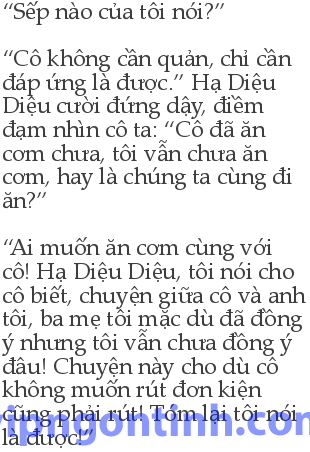 “Sếp nào của tôi nói?”
“Cô không cần quản, chỉ cần
đáp ứng là được.” Hạ Diệu
Diệu cười đứng dậy, điềm
đạm nhìn cô ta: “Cô đã ăn
cơm chưa, tôi vẫn chưa ăn
cơm, hay là chúng ta cùng đi
ăn?”
“Ai muốn ăn cơm cùng với
cô! Hạ Diệu Diệu, tôi nói cho
cô biết, chuyện giữa cô và anh
tôi, ba mẹ tôi mặc dù đã đồng
ý nhưng tôi vẫn chưa đồng ý
đâu! Chuyện này cho dù cô
không muốn rút đơn kiện
cũng phải rút! Tóm lại tôi nói
là được!”
vipngontinh.com